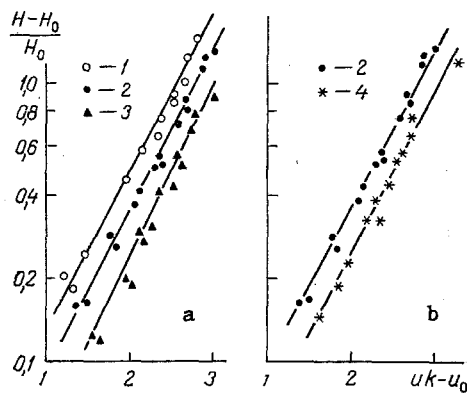 H-H₀
H₀
1,0
0,8
0,6
0,4
0,2
0,1
○ — 1
● — 2
▲ — 3
a
1 2 3
● — 2
* — 4
b
1 2 uk-u₀